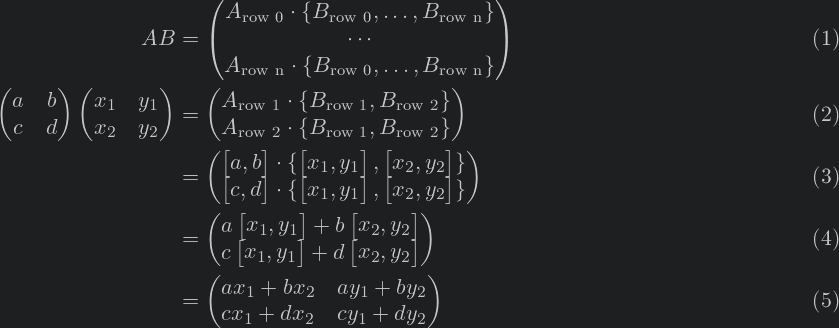 AB = \begin{pmatrix} A_{\text{row 0}} \cdot \{B_{\text{row 0}}, \ldots, B_{\text{row n}}\} \\ \cdots \\ A_{\text{row n}} \cdot \{B_{\text{row 0}}, \ldots, B_{\text{row n}}\} \end{pmatrix} (1)
\begin{pmatrix} a & b \\ c & d \end{pmatrix} \begin{pmatrix} x_1 & y_1 \\ x_2 & y_2 \end{pmatrix} = \begin{pmatrix} A_{\text{row 1}} \cdot \{B_{\text{row 1}}, B_{\text{row 2}}\} \\ A_{\text{row 2}} \cdot \{B_{\text{row 1}}, B_{\text{row 2}}\} \end{pmatrix} (2)
= \begin{pmatrix} [a, b] \cdot \{[x_1, y_1], [x_2, y_2]\} \\ [c, d] \cdot \{[x_1, y_1], [x_2, y_2]\} \end{pmatrix} (3)
= \begin{pmatrix} a [x_1, y_1] + b [x_2, y_2] \\ c [x_1, y_1] + d [x_2, y_2] \end{pmatrix} (4)
= \begin{pmatrix} ax_1 + bx_2 & ay_1 + by_2 \\ cx_1 + dx_2 & cy_1 + dy_2 \end{pmatrix} (5)